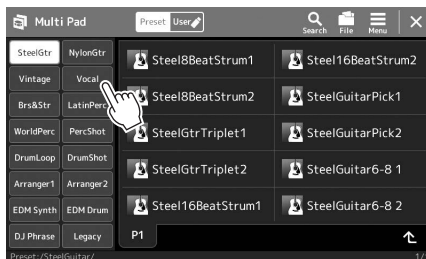 Multi Pad Preset User Search File Menu
SteelGtr NylonGtr
Steel8BeatStrum1 Steel16BeatStrum2
Vintage Vocal
Steel8BeatStrum2 SteelGuitarPick1
Brs&Str LatinPerc
WorldPerc PercShot
SteelGtrTriplet1 SteelGuitarPick2
DrumLoop DrumShot
SteelGtrTriplet2 SteelGuitar6-8 1
Arranger1 Arranger2
EDM Synth EDM Drum
Steel16BeatStrum1 SteelGuitar6-8 2
DJ Phrase Legacy
P1
Preset:/SteelGuitar/ 1/